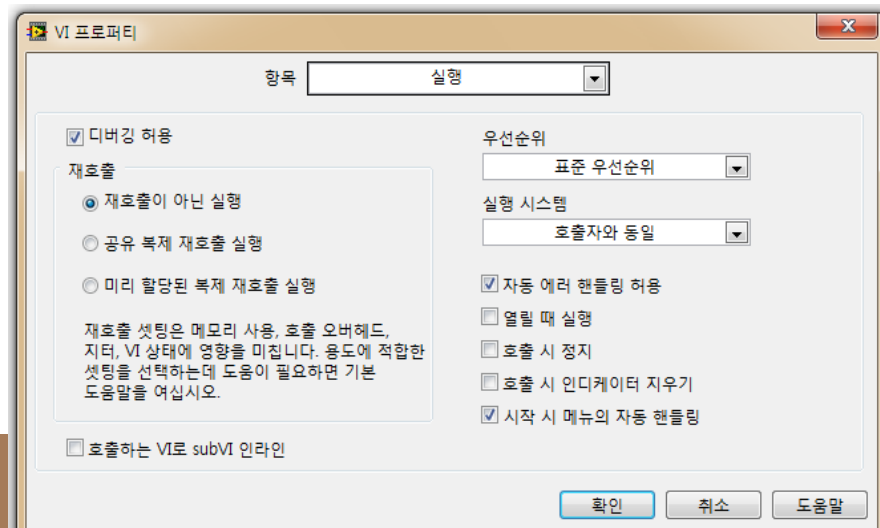 VI 프로퍼티
항목 실행
디버깅 허용
재호출
재호출이 아닌 실행
공유 복제 재호출 실행
미리 할당된 복제 재호출 실행
재호출 셋팅은 메모리 사용, 호출 오버헤드,
지터, VI 상태에 영향을 미칩니다. 용도에 적합한
셋팅을 선택하는데 도움이 필요하면 기본
도움말을 여십시오.
호출하는 VI로 subVI 인라인
우선순위
표준 우선순위
실행 시스템
호출자와 동일
자동 에러 핸들링 허용
열릴 때 실행
호출 시 정지
호출 시 인디케이터 지우기
시작 시 메뉴의 자동 핸들링
확인 취소 도움말